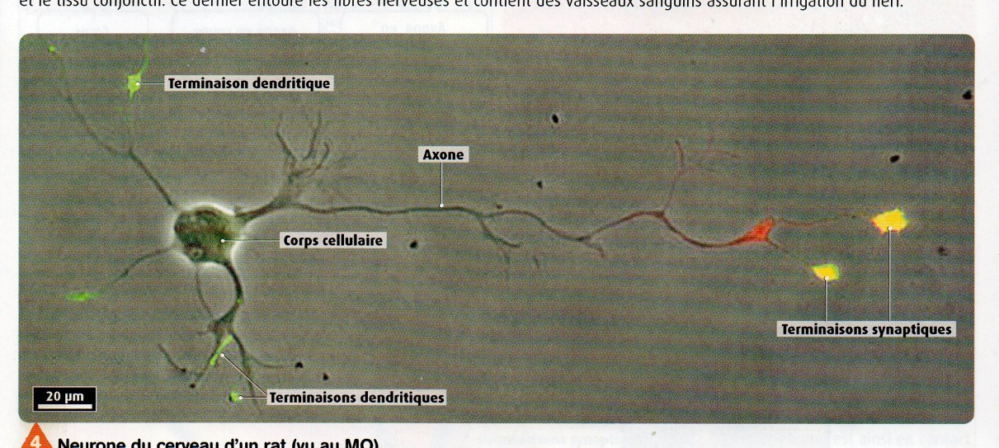 et le tissu conjonctif. Ce dernier entoure les fibres nerveuses et contient des vaisseaux sanguins assurant l'irrigation du nerf.
Terminaison dendritique
Axone
Corps cellulaire
Terminaisons synaptiques
Terminaisons dendritiques
20 µm
4 Neurone du cerveau d'un rat (vu au MO)